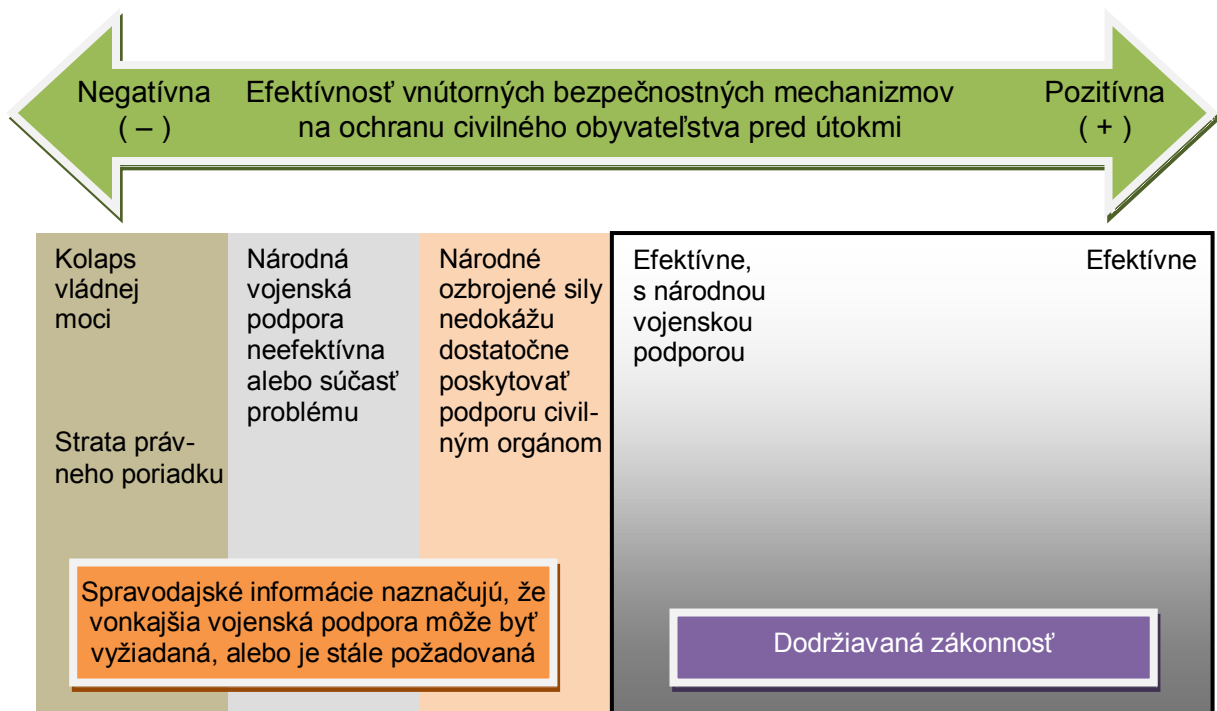 Negatívna
( – )
Efektívnosť vnútorných bezpečnostných mechanizmov
na ochranu civilného obyvateľstva pred útokmi
Pozitívna
( + )
Kolaps
vládnej
moci
Strata práv-
neho poriadku
Národná
vojenská
podpora
neefektívna
alebo súčasť
problému
Národné
ozbrojené sily
nedokážu
dostatočne
poskytovať
podporu civil-
ným orgánom
Efektívne,
s národnou
vojenskou
podporou
Efektívne
Spravodajské informácie naznačujú, že
vonkajšia vojenská podpora môže byť
vyžiadaná, alebo je stále požadovaná
Dodržiavaná zákonnosť